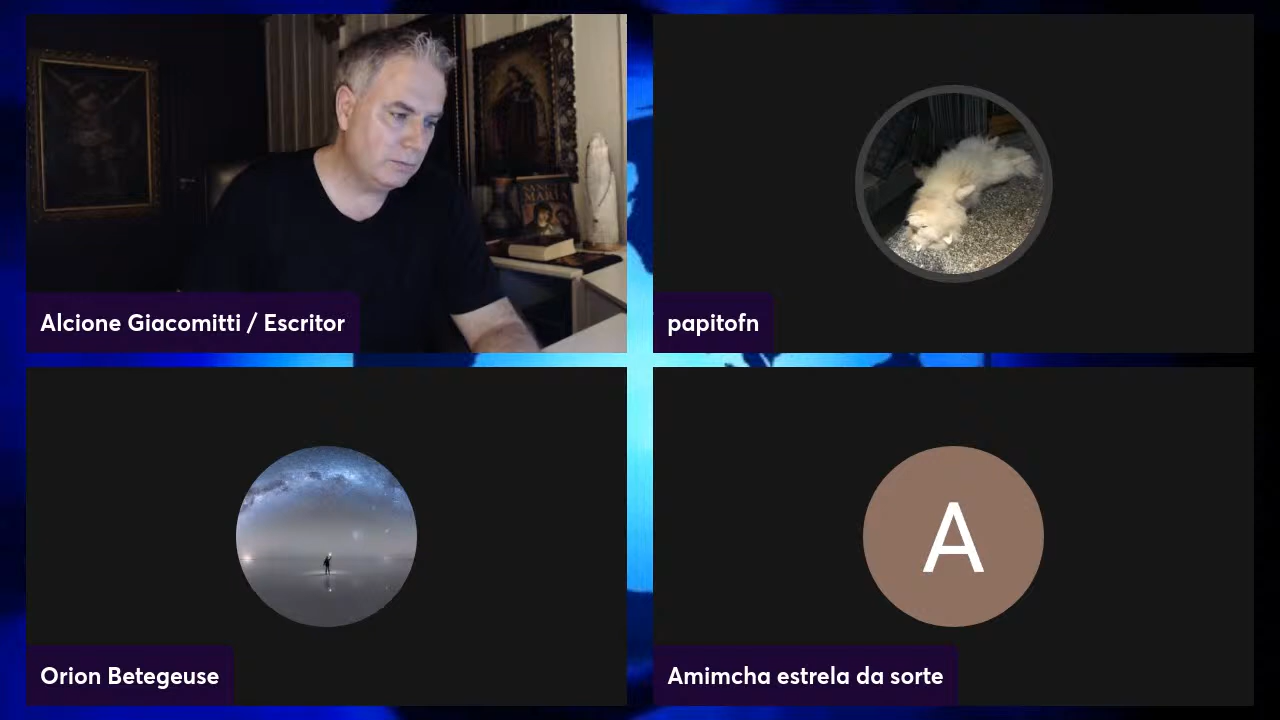 Alcione Giacomitti / Escritor
papitofn
Orion Betegeuse
A
Amimcha estrela da sorte